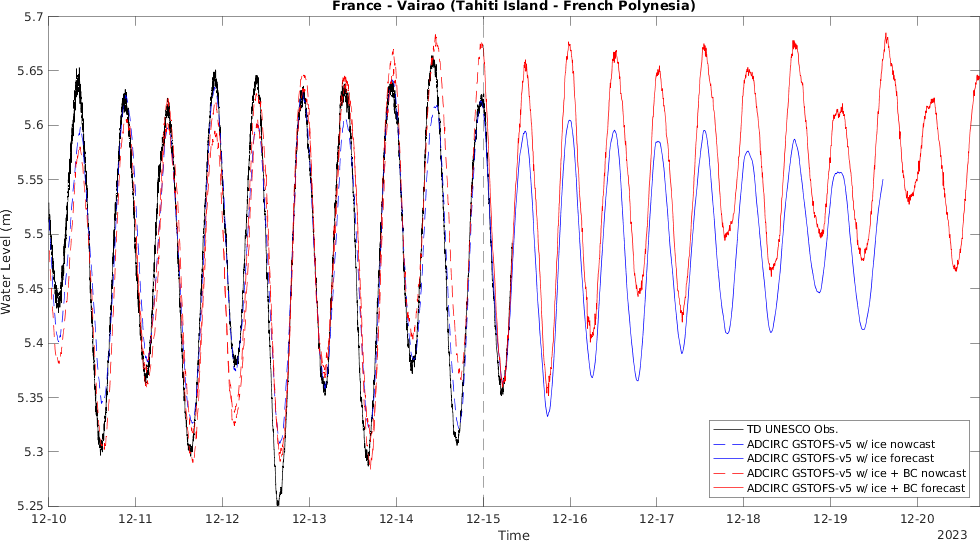 France - Vairao (Tahiti Island - French Polynesia)
5.7
5.65
5.6
5.55
5.5
5.45
5.4
5.35
5.3
5.25
Water Level (m)
TD UNESCO Obs.
ADCIRC GSTOFS-v5 w/ ice nowcast
ADCIRC GSTOFS-v5 w/ ice forecast
ADCIRC GSTOFS-v5 w/ ice + BC nowcast
ADCIRC GSTOFS-v5 w/ ice + BC forecast
12-10 12-11 12-12 12-13 12-14 12-15 12-16 12-17 12-18 12-19 12-20
Time
2023